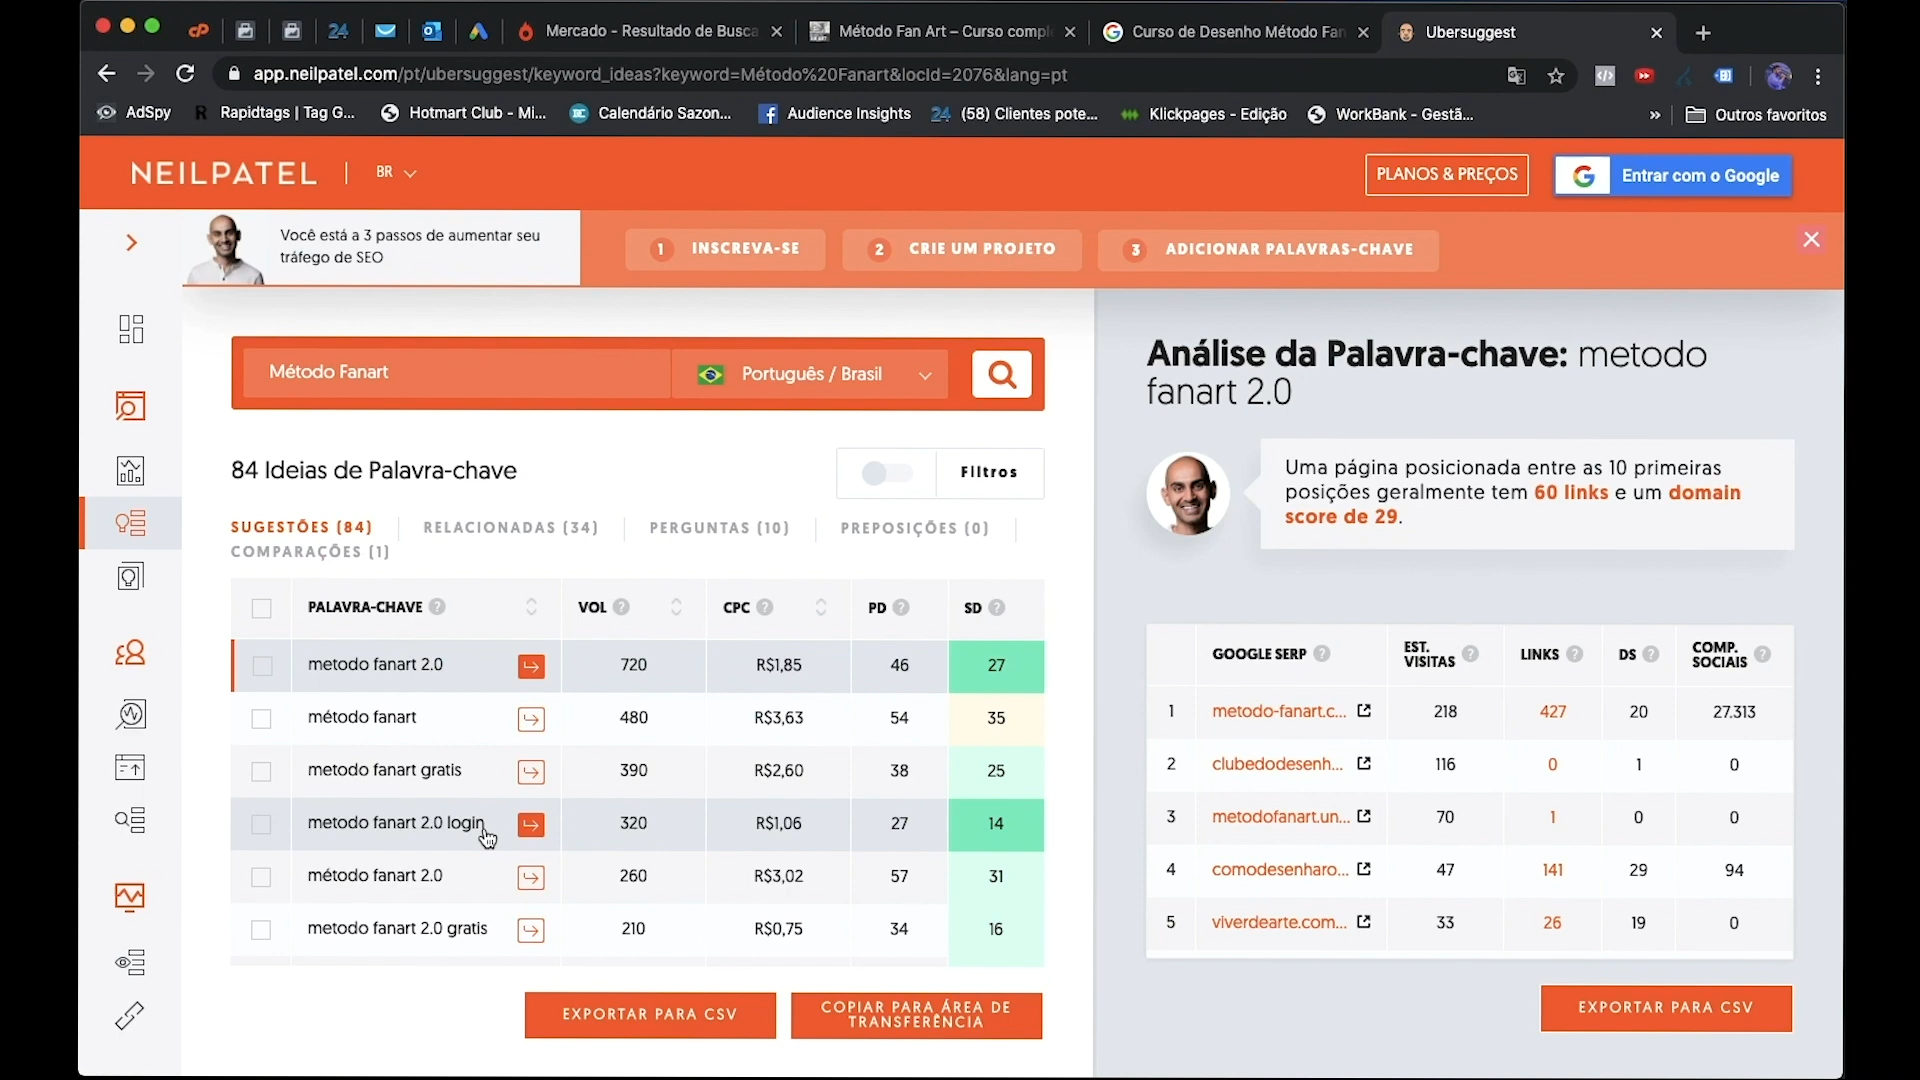 24
Mercado - Resultado de Busca
Método Fan Art – Curso compl
Curso de Desenho Método Fan
Ubersuggest
app.neilpatel.com/pt/ubersuggest/keyword_ideas?keyword=Método%20Fanart&locId=2076&lang=pt
AdSpy
Rapidtags | Tag G...
Hotmart Club - Mi...
Calendário Sazon...
Audience Insights
24 (58) Clientes pote...
Klickpages - Edição
WorkBank - Gestã...
»
Outros favoritos
NEILPATEL
BR
PLANOS & PREÇOS
Entrar com o Google
Você está a 3 passos de aumentar seu
tráfego de SEO
1 INSCREVA-SE
2 CRIE UM PROJETO
3 ADICIONAR PALAVRAS-CHAVE
Método Fanart
Português / Brasil
84 Ideias de Palavra-chave
Filtros
SUGESTÕES (84)
RELACIONADAS (34)
PERGUNTAS (10)
PREPOSIÇÕES (0)
COMPARAÇÕES (1)
PALAVRA-CHAVE ? VOL ? CPC ? PD ? SD ?
metodo fanart 2.0 720 R$1,85 46 27
método fanart 480 R$3,63 54 35
metodo fanart gratis 390 R$2,60 38 25
metodo fanart 2.0 login 320 R$1,06 27 14
método fanart 2.0 260 R$3,02 57 31
metodo fanart 2.0 gratis 210 R$0,75 34 16
EXPORTAR PARA CSV
COPIAR PARA ÁREA DE
TRANSFERÊNCIA
Análise da Palavra-chave: metodo
fanart 2.0
Uma página posicionada entre as 10 primeiras
posições geralmente tem 60 links e um domain
score de 29.
GOOGLE SERP ? EST. VISITAS ? LINKS ? DS ? COMP. SOCIAIS ?
1 metodo-fanart.c... 218 427 20 27.313
2 clubedodesenh... 116 0 1 0
3 metodofanart.un... 70 1 0 0
4 comodesenharo... 47 141 29 94
5 viverdearte.com... 33 26 19 0
EXPORTAR PARA CSV